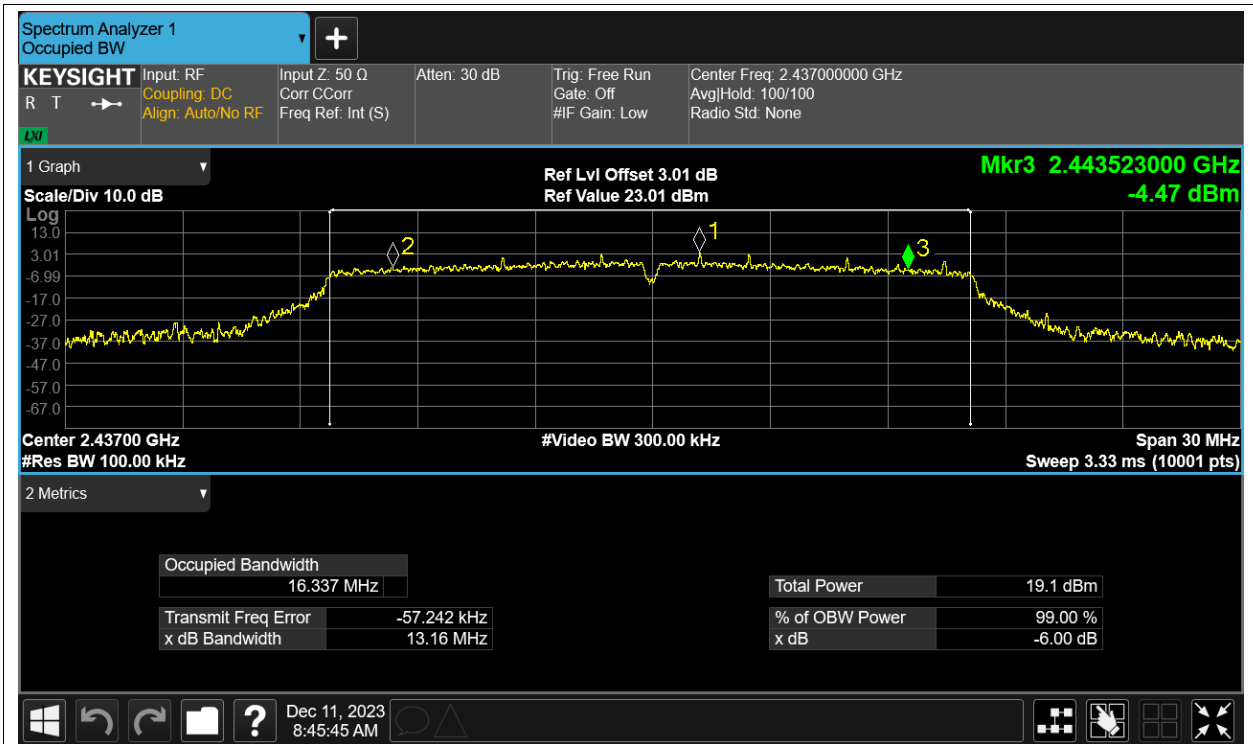 Spectrum Analyzer 1
Occupied BW
KEYSIGHT
R T
LXI
Input: RF
Coupling: DC
Align: Auto/No RF
Input Z: 50 Ω
Corr CCorr
Freq Ref: Int (S)
Atten: 30 dB
Trig: Free Run
Gate: Off
#IF Gain: Low
Center Freq: 2.437000000 GHz
Avg|Hold: 100/100
Radio Std: None
1 Graph
Scale/Div 10.0 dB
Ref Lvl Offset 3.01 dB
Ref Value 23.01 dBm
Mkr3 2.443523000 GHz
-4.47 dBm
Log
13.0
3.01
-6.99
-17.0
-27.0
-37.0
-47.0
-57.0
-67.0
2
1
3
Center 2.43700 GHz
#Res BW 100.00 kHz
#Video BW 300.00 kHz
Span 30 MHz
Sweep 3.33 ms (10001 pts)
2 Metrics
Occupied Bandwidth
16.337 MHz
Transmit Freq Error -57.242 kHz
x dB Bandwidth 13.16 MHz
Total Power 19.1 dBm
% of OBW Power 99.00 %
x dB -6.00 dB
?
Dec 11, 2023
8:45:45 AM